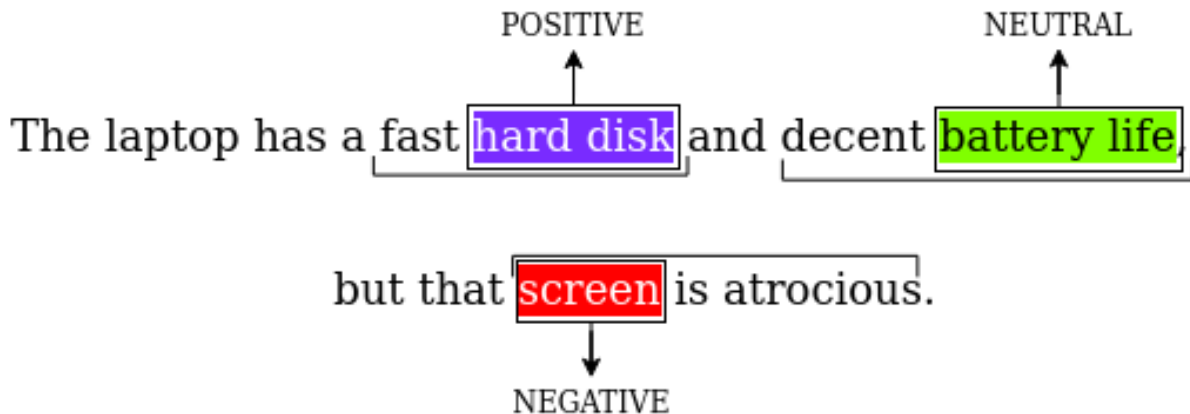 POSITIVE NEUTRAL
The laptop has a fast hard disk and decent battery life,
but that screen is atrocious.
NEGATIVE